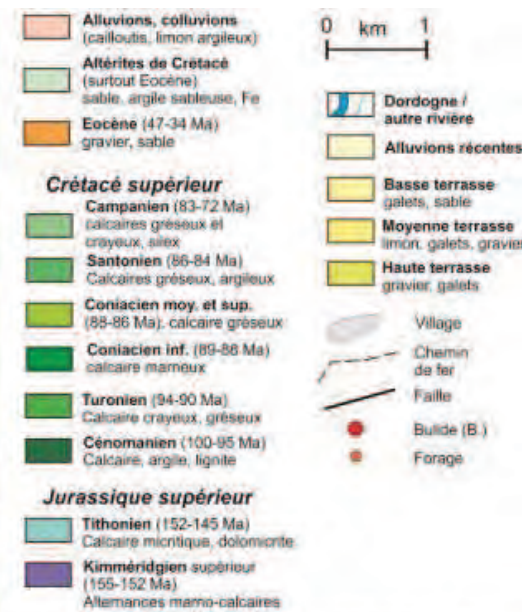 Alluvions, colluvions
(cailloutis, limon argileux)
Altérites de Crétacé
(surtout Eocène)
sable, argile sableuse, Fe
Eocène (47-34 Ma)
gravier, sable
Crétacé supérieur
Campanien (83-72 Ma)
calcaires gréseux et
crayeux, silex
Santonien (86-84 Ma)
Calcaires gréseux, argileux
Coniacien moy. et sup.
(88-86 Ma), calcaire gréseux
Coniacien inf. (89-88 Ma)
calcaire marneux
Turonien (94-90 Ma)
Calcaire crayeux, gréseux
Cénomanien (100-95 Ma)
Calcaire, argile, lignite
Jurassique supérieur
Tithonien (152-145 Ma)
Calcaire micritique, dolomicrite
Kimméridgien supérieur
(155-152 Ma)
Alternances marno-calcaires
0 km 1
Dordogne /
autre rivière
Alluvions récentes
Basse terrasse
galets, sable
Moyenne terrasse
limon, galets, gravier
Haute terrasse
gravier, galets
Village
Chemin
de fer
Faille
Bulide (B.)
Forage